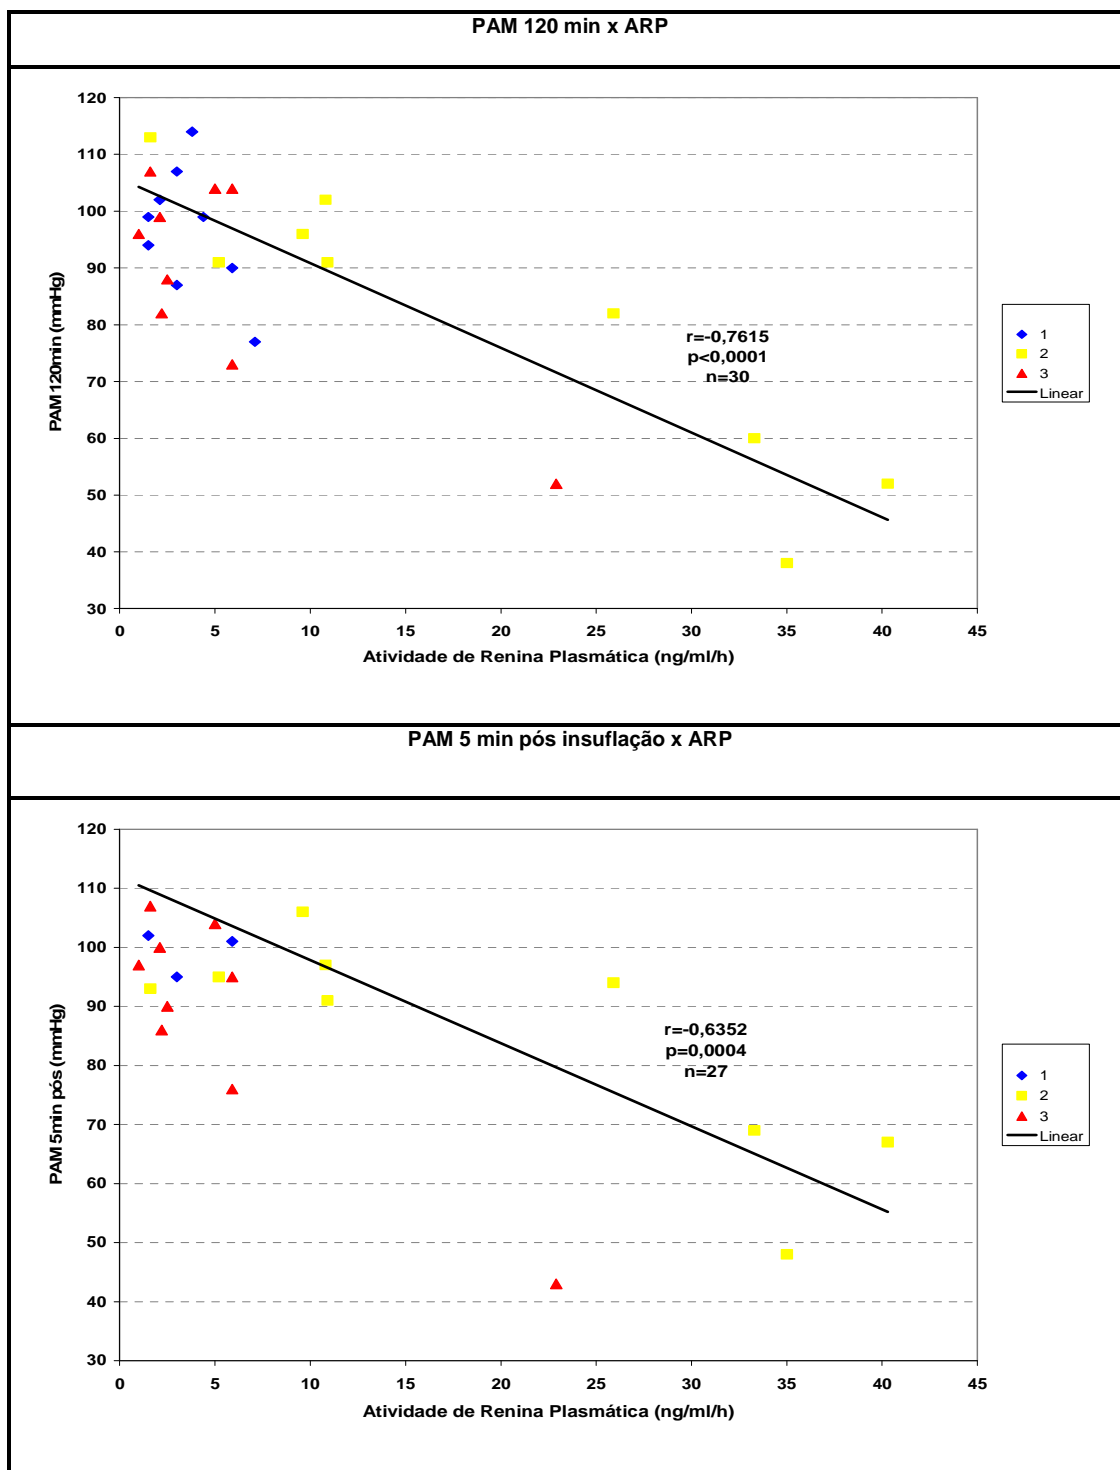 PAM 120 min x ARP
120
110
100
90
80
70
60
50
40
30
PAM 120min (mmHg)
r=-0,7615
p<0,0001
n=30
1
2
3
Linear
0 5 10 15 20 25 30 35 40 45
Atividade de Renina Plasmática (ng/ml/h)
PAM 5 min pós insuflação x ARP
120
110
100
90
80
70
60
50
40
30
PAM 5min pós (mmHg)
r=-0,6352
p=0,0004
n=27
1
2
3
Linear
0 5 10 15 20 25 30 35 40 45
Atividade de Renina Plasmática (ng/ml/h)